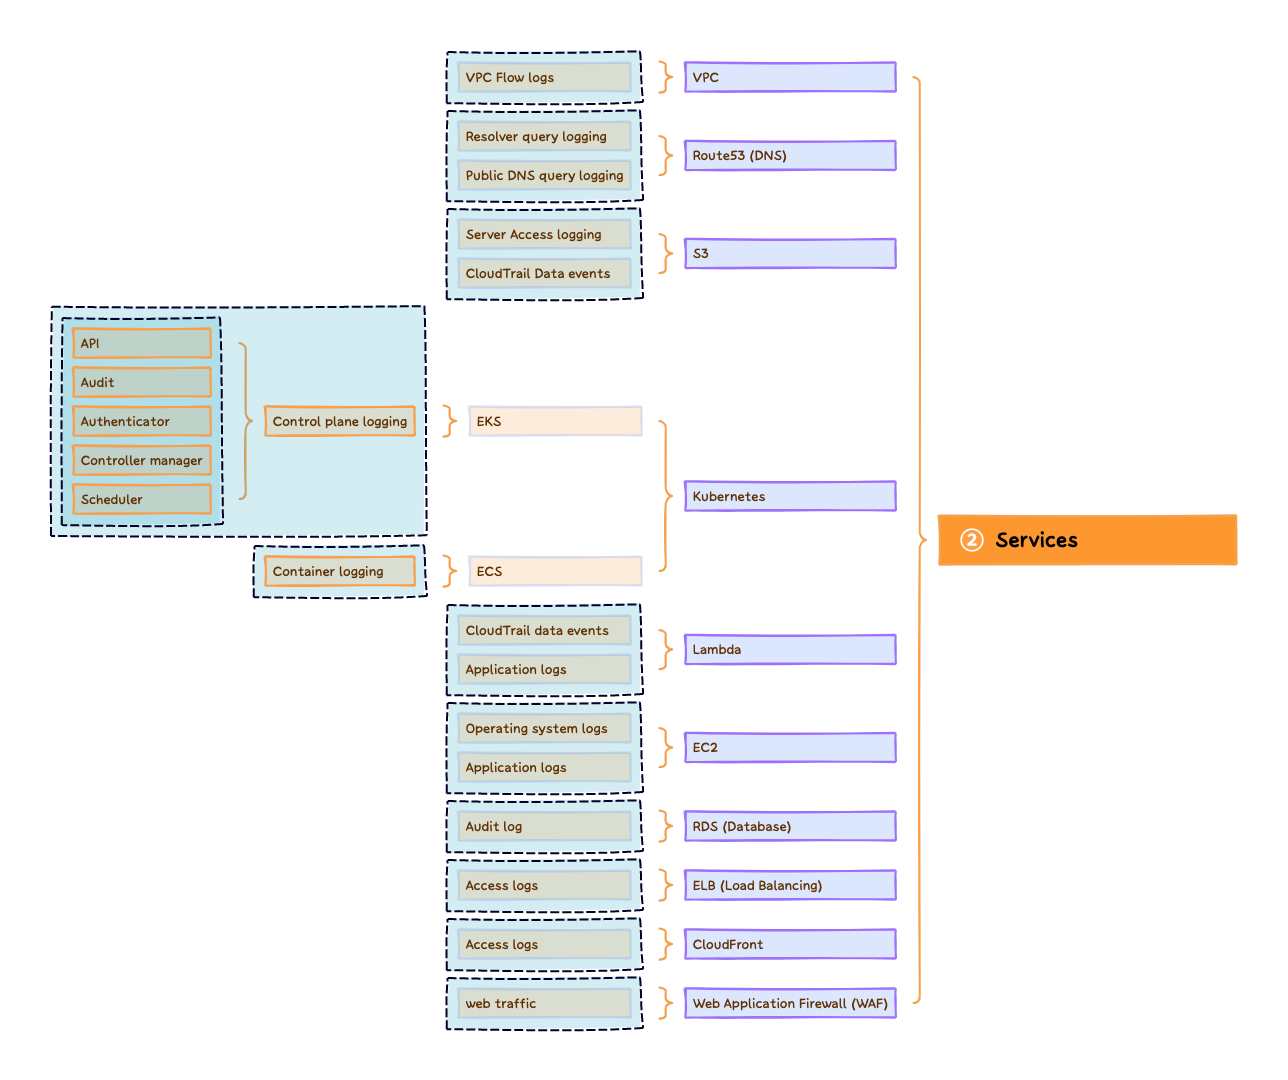 VPC Flow logs
VPC
Resolver query logging
Public DNS query logging
Route53 (DNS)
Server Access logging
CloudTrail Data events
S3
API
Audit
Authenticator
Controller manager
Scheduler
Control plane logging
EKS
Container logging
ECS
Kubernetes
② Services
CloudTrail data events
Application logs
Lambda
Operating system logs
Application logs
EC2
Audit log
RDS (Database)
Access logs
ELB (Load Balancing)
Access logs
CloudFront
web traffic
Web Application Firewall (WAF)